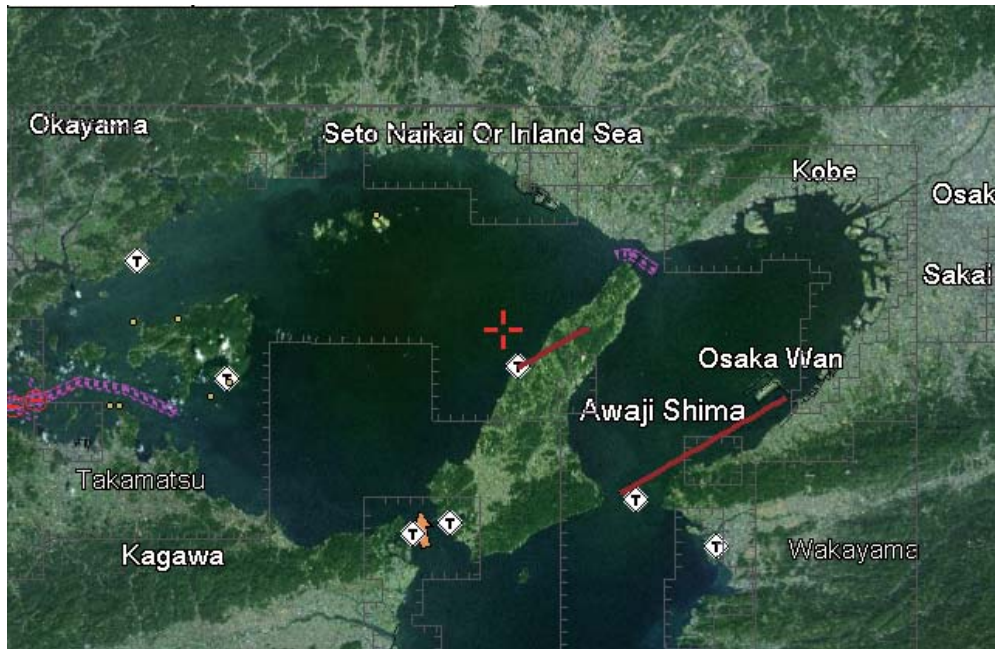 Okayama
Seto Naikai Or Inland Sea
Kobe
Osak
Sakai
T
T
Osaka Wan
T
Awaji Shima
Takamatsu
T
T
T
T
Kagawa
Wakayama